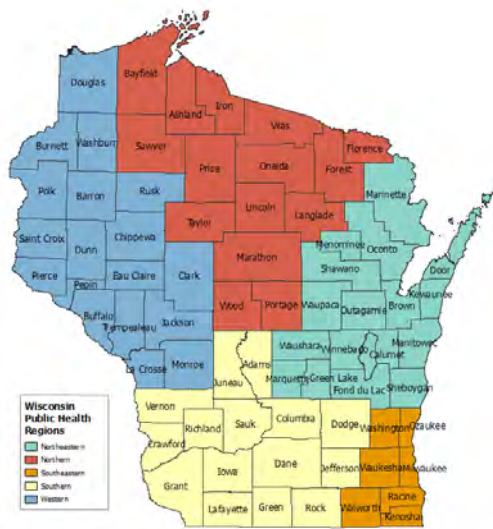 Bayfield
Douglas
Ashland
Iron
Vilas
Florence
Burnett
Washburn
Sawyer
Price
Oneida
Forest
Marinette
Polk
Barron
Rusk
Lincoln
Langlade
Taylor
Oconto
Menominee
Saint Croix
Dunn
Chippewa
Marathon
Shawano
Door
Pierce
Pepin
Eau Claire
Clark
Kewaunee
Buffalo
Trempealeau
Jackson
Wood
Portage
Waupaca
Outagamie
Brown
Waushara
Winnebago
Calumet
Manitowoc
La Crosse
Monroe
Juneau
Adams
Marquette
Green Lake
Fond du Lac
Sheboygan
Vernon
Wisconsin
Public Health
Regions
Northeastern
Northern
Southeastern
Southern
Western
Crawford
Richland
Sauk
Columbia
Dodge
Washington
Ozaukee
Grant
Iowa
Dane
Jefferson
Waukesha
Milwaukee
Lafayette
Green
Rock
Walworth
Racine
Kenosha